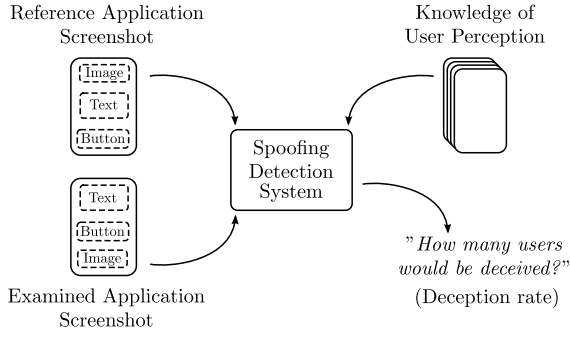 Reference Application
Screenshot
Image
Text
Button
Knowledge of
User Perception
Spoofing
Detection
System
Text
Button
Image
Examined Application
Screenshot
"How many users
would be deceived?"
(Deception rate)